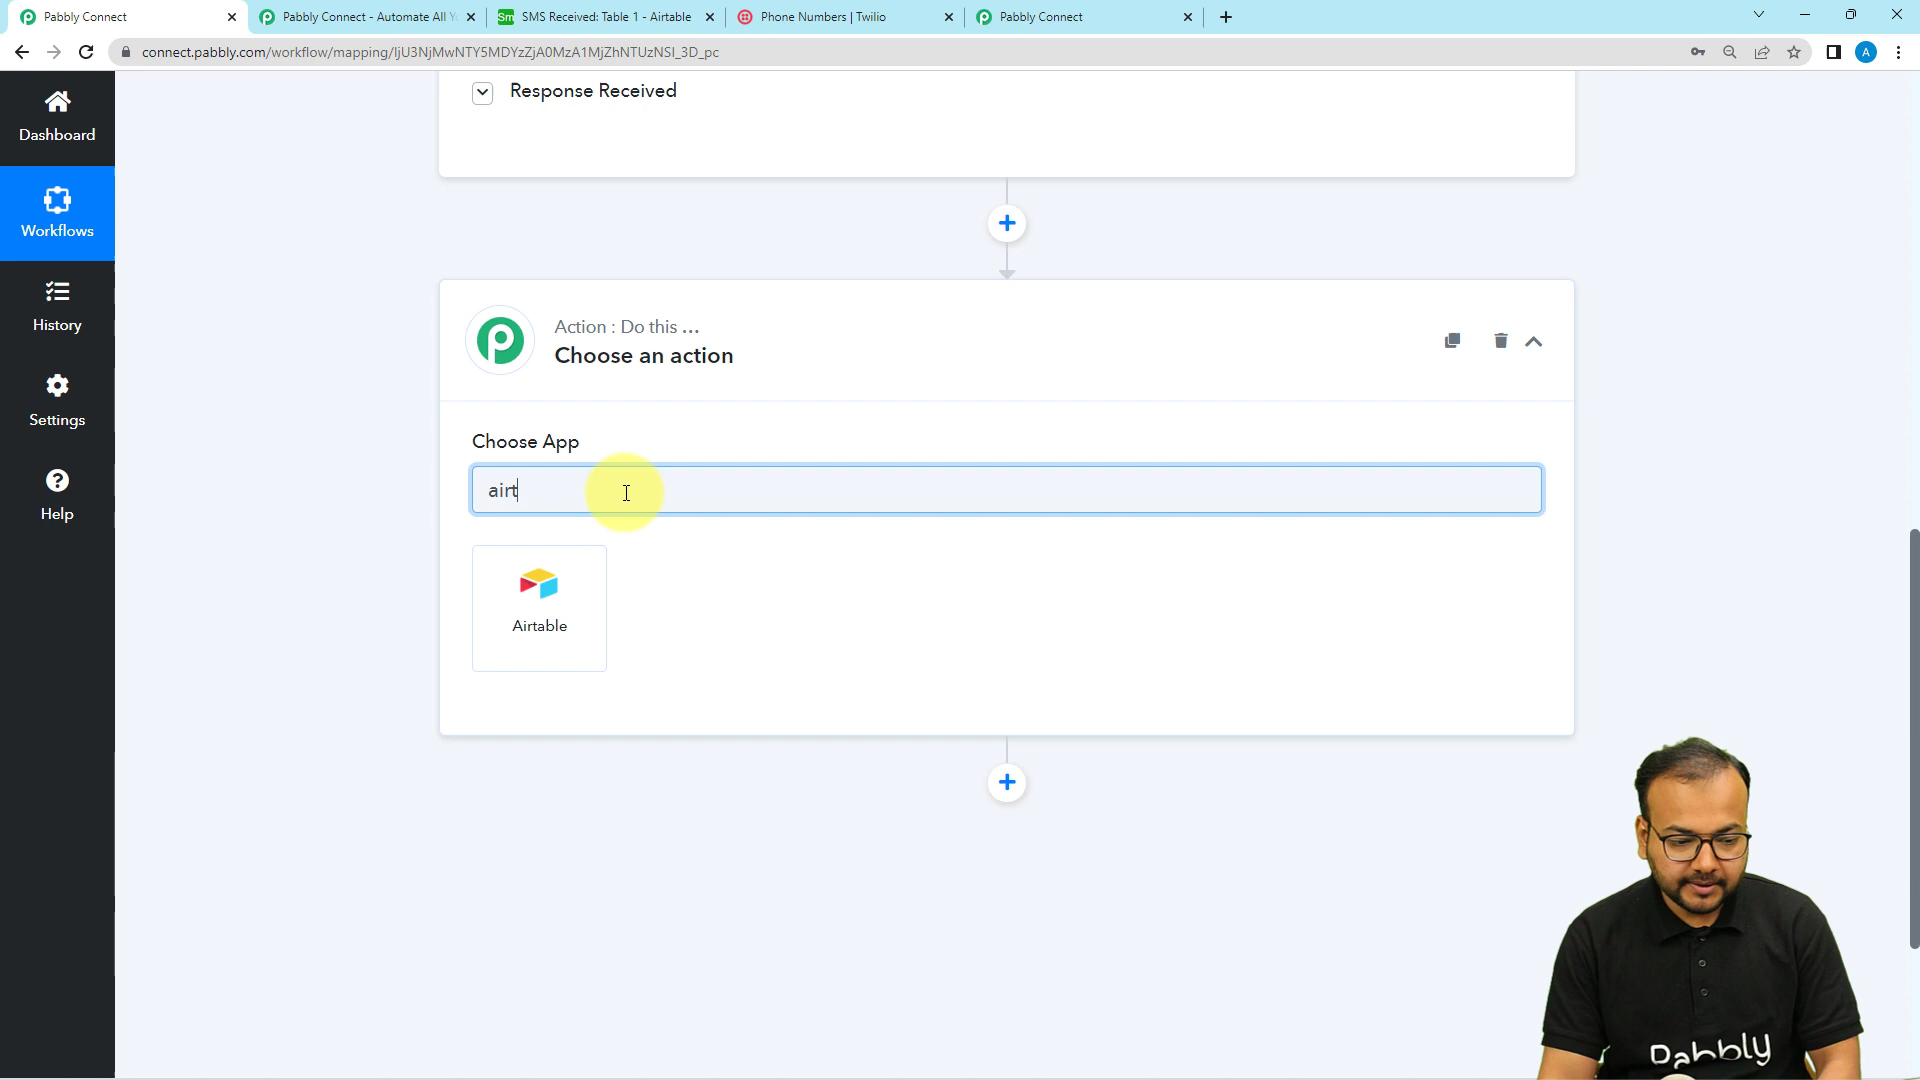 Pabbly Connect
Pabbly Connect - Automate All Y
SMS Received: Table 1 - Airtable
Phone Numbers | Twilio
Pabbly Connect
connect.pabbly.com/workflow/mapping/IjU3NjMwNTY5MDYzZjA0MzA1MjZhNTUzNSI_3D_pc
A
Dashboard
Workflows
History
Settings
Help
Response Received
Action : Do this ...
Choose an action
Choose App
airt
Airtable
Pabbly